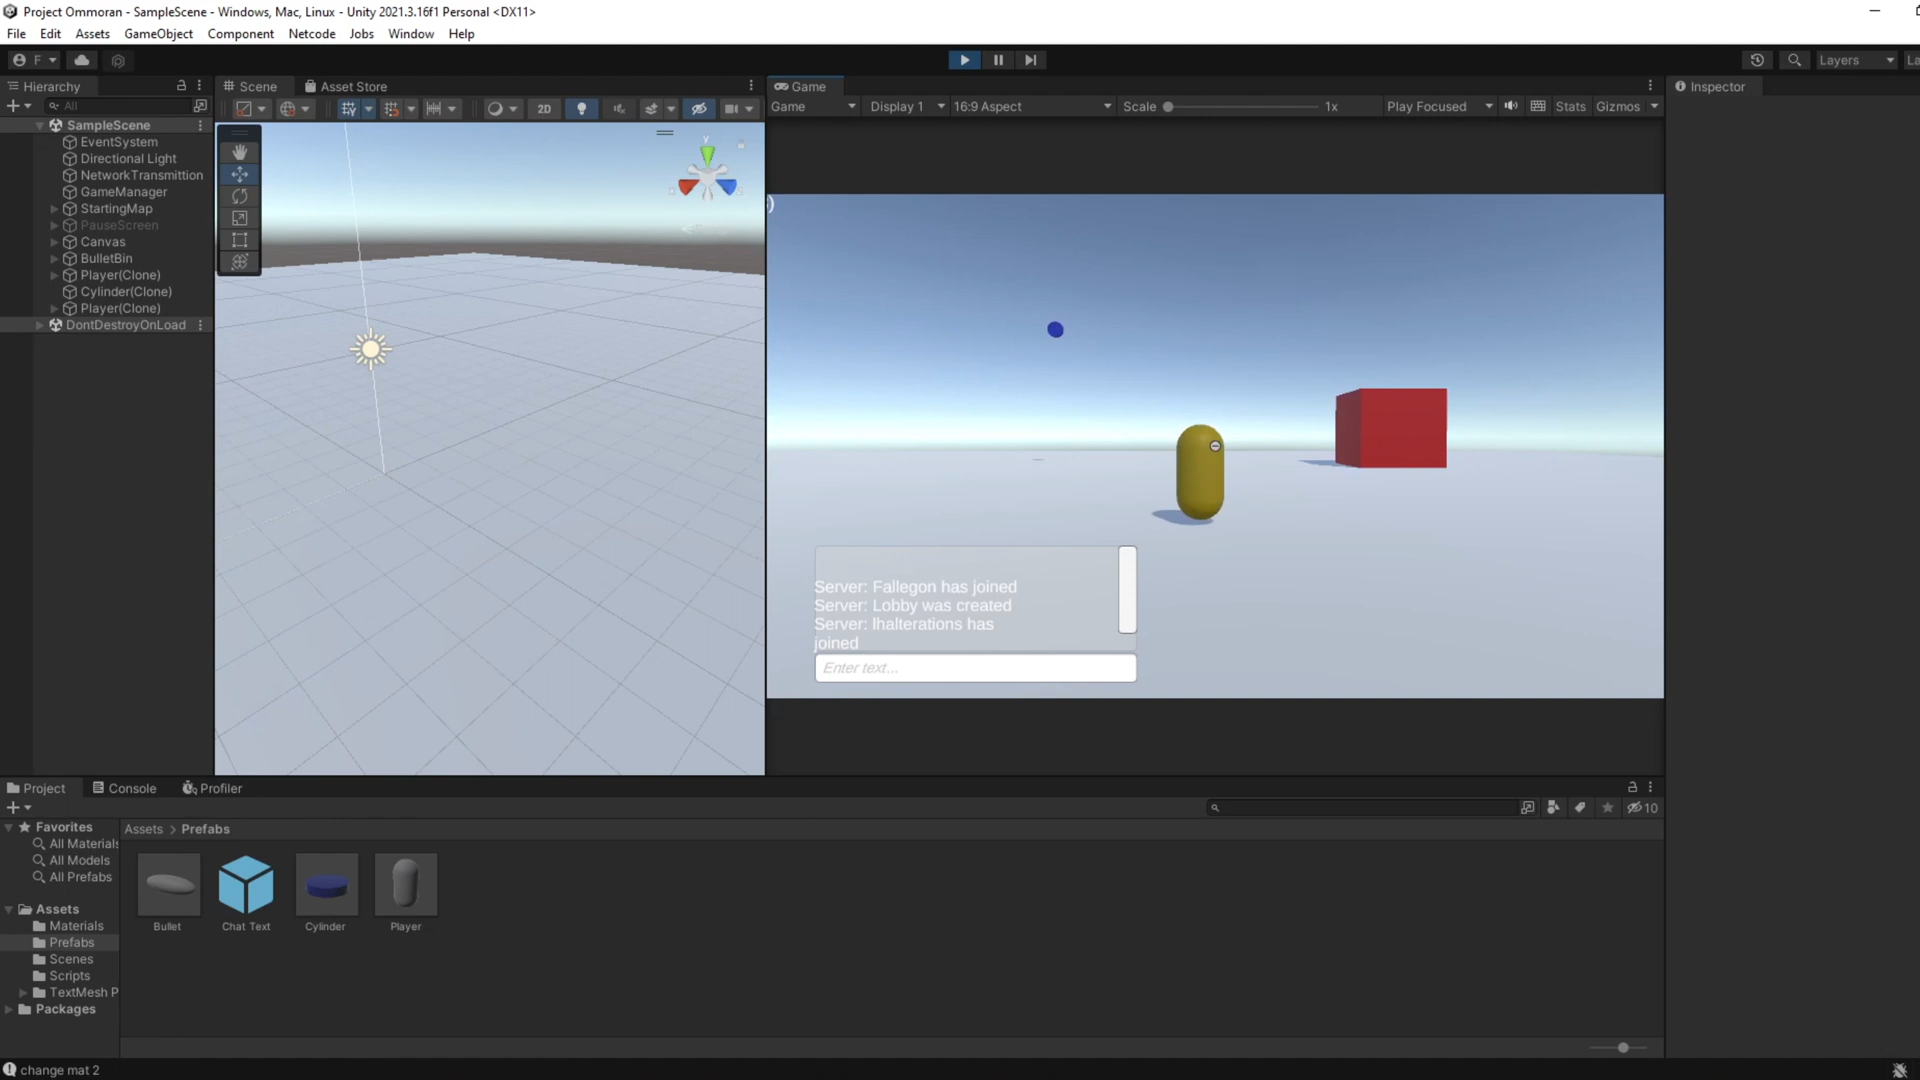 Project Ommoran - SampleScene - Windows, Mac, Linux - Unity 2021.3.16f1 Personal <DX11>
File Edit Assets GameObject Component Netcode Jobs Window Help
F
Layers
La
Hierarchy
Scene
Asset Store
Game
Inspector
All
2D
Game
Display 1
16:9 Aspect
Scale
1x
Play Focused
Stats
Gizmos
SampleScene
EventSystem
Directional Light
NetworkTransmittion
GameManager
StartingMap
PauseScreen
Canvas
BulletBin
Player(Clone)
Cylinder(Clone)
Player(Clone)
DontDestroyOnLoad
y
)
Server: Fallegon has joined
Server: Lobby was created
Server: lhalterations has
joined
Enter text...
Project
Console
Profiler
10
Favorites
All Materials
All Models
All Prefabs
Assets
Materials
Prefabs
Scenes
Scripts
TextMesh P
Packages
Assets > Prefabs
Bullet
Chat Text
Cylinder
Player
change mat 2